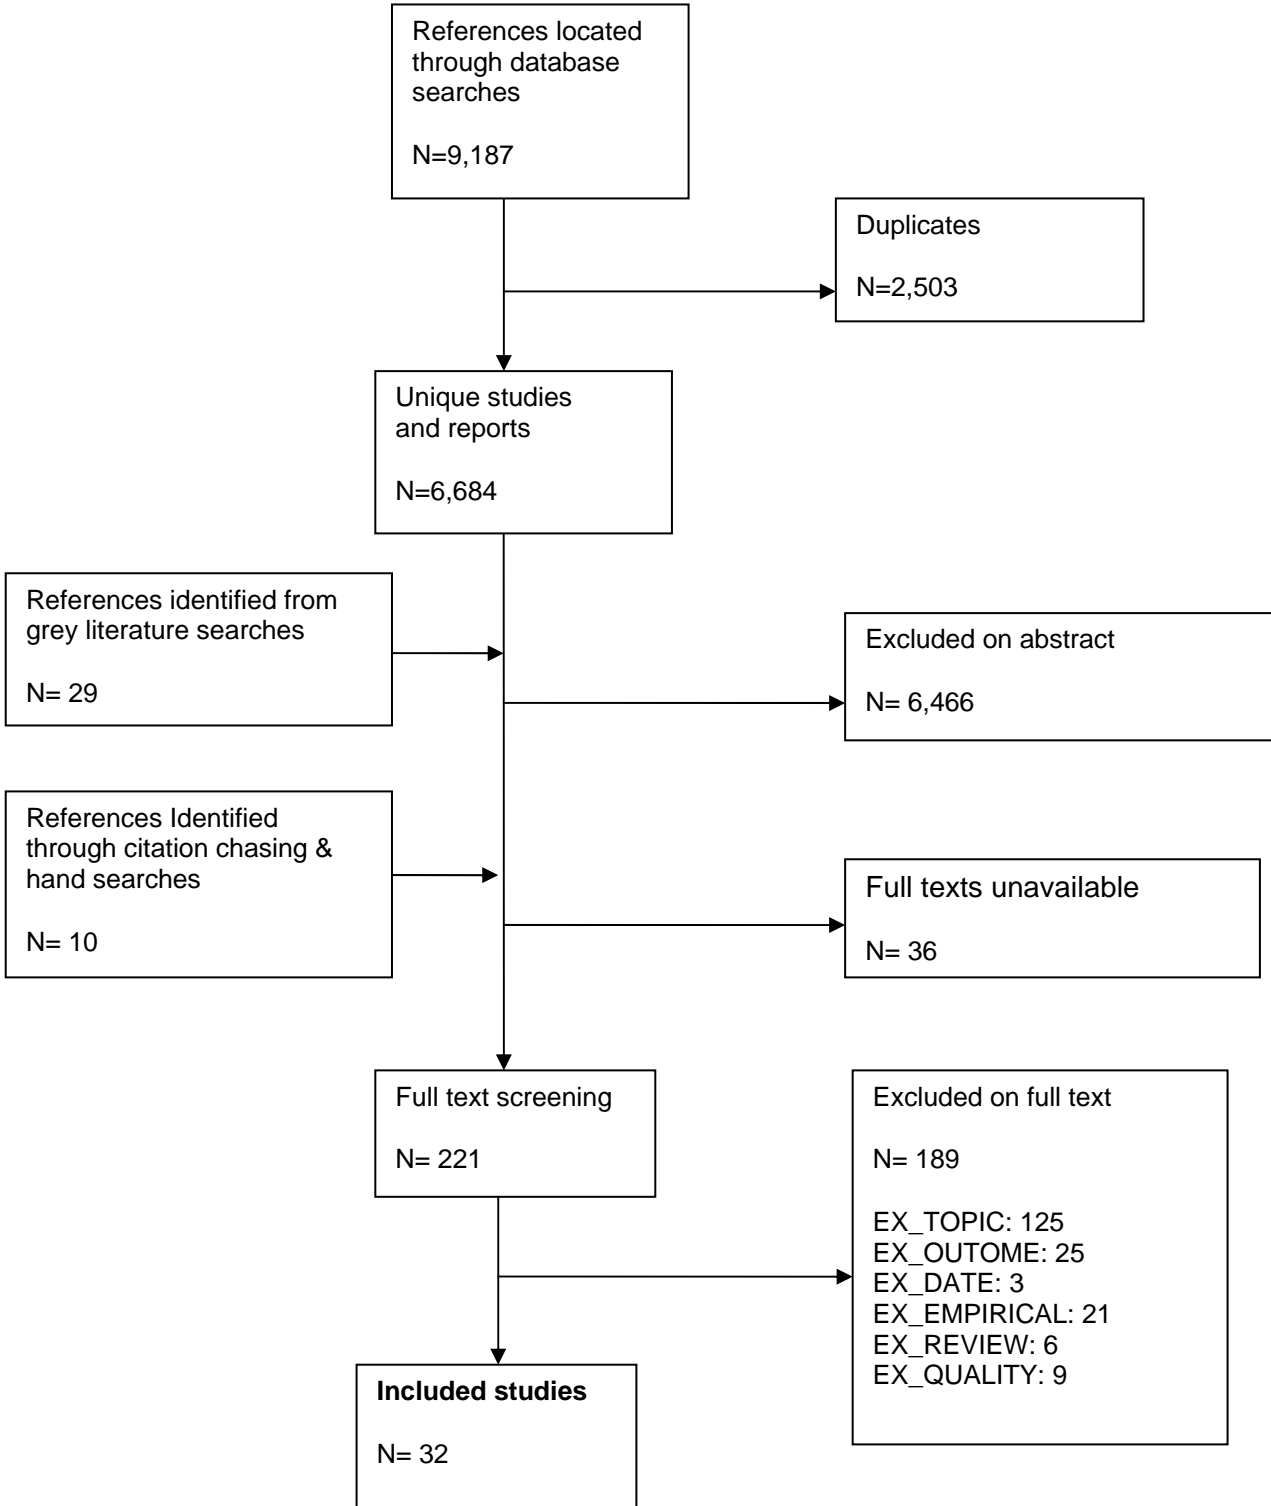 References located
through database
searches
N=9,187
Duplicates
N=2,503
Unique studies
and reports
N=6,684
References identified from
grey literature searches
N= 29
Excluded on abstract
N= 6,466
References Identified
through citation chasing &
hand searches
N= 10
Full texts unavailable
N= 36
Full text screening
N= 221
Excluded on full text
N= 189
EX_TOPIC: 125
EX_OUTOME: 25
EX_DATE: 3
EX_EMPIRICAL: 21
EX_REVIEW: 6
EX_QUALITY: 9
Included studies
N= 32